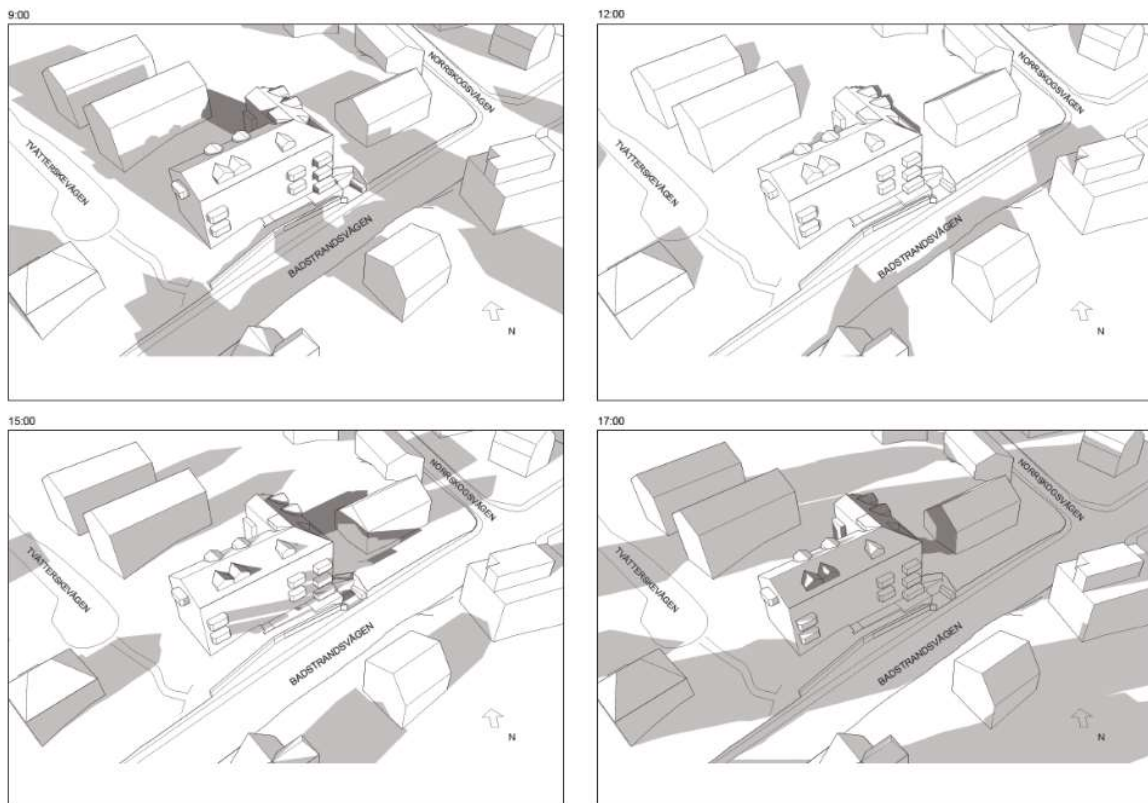 9:00
NORRSKOGSVÄGEN
TVÄTTERSKEVÄGEN
BADSTRANDSVÄGEN
N
12:00
NORRSKOGSVÄGEN
TVÄTTERSKEVÄGEN
BADSTRANDSVÄGEN
N
15:00
NORRSKOGSVÄGEN
TVÄTTERSKEVÄGEN
BADSTRANDSVÄGEN
N
17:00
NORRSKOGSVÄGEN
TVÄTTERSKEVÄGEN
BADSTRANDSVÄGEN
N